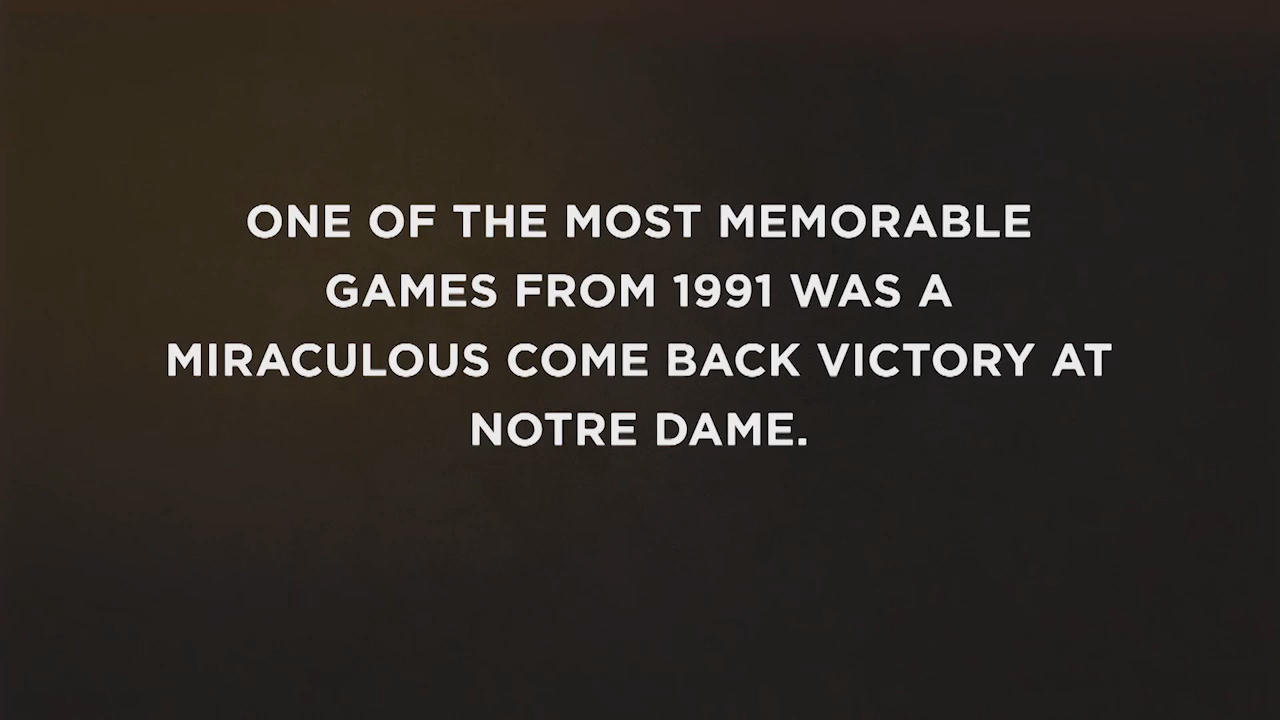 ONE OF THE MOST MEMORABLE
GAMES FROM 1991 WAS A
MIRACULOUS COME BACK VICTORY AT
NOTRE DAME.